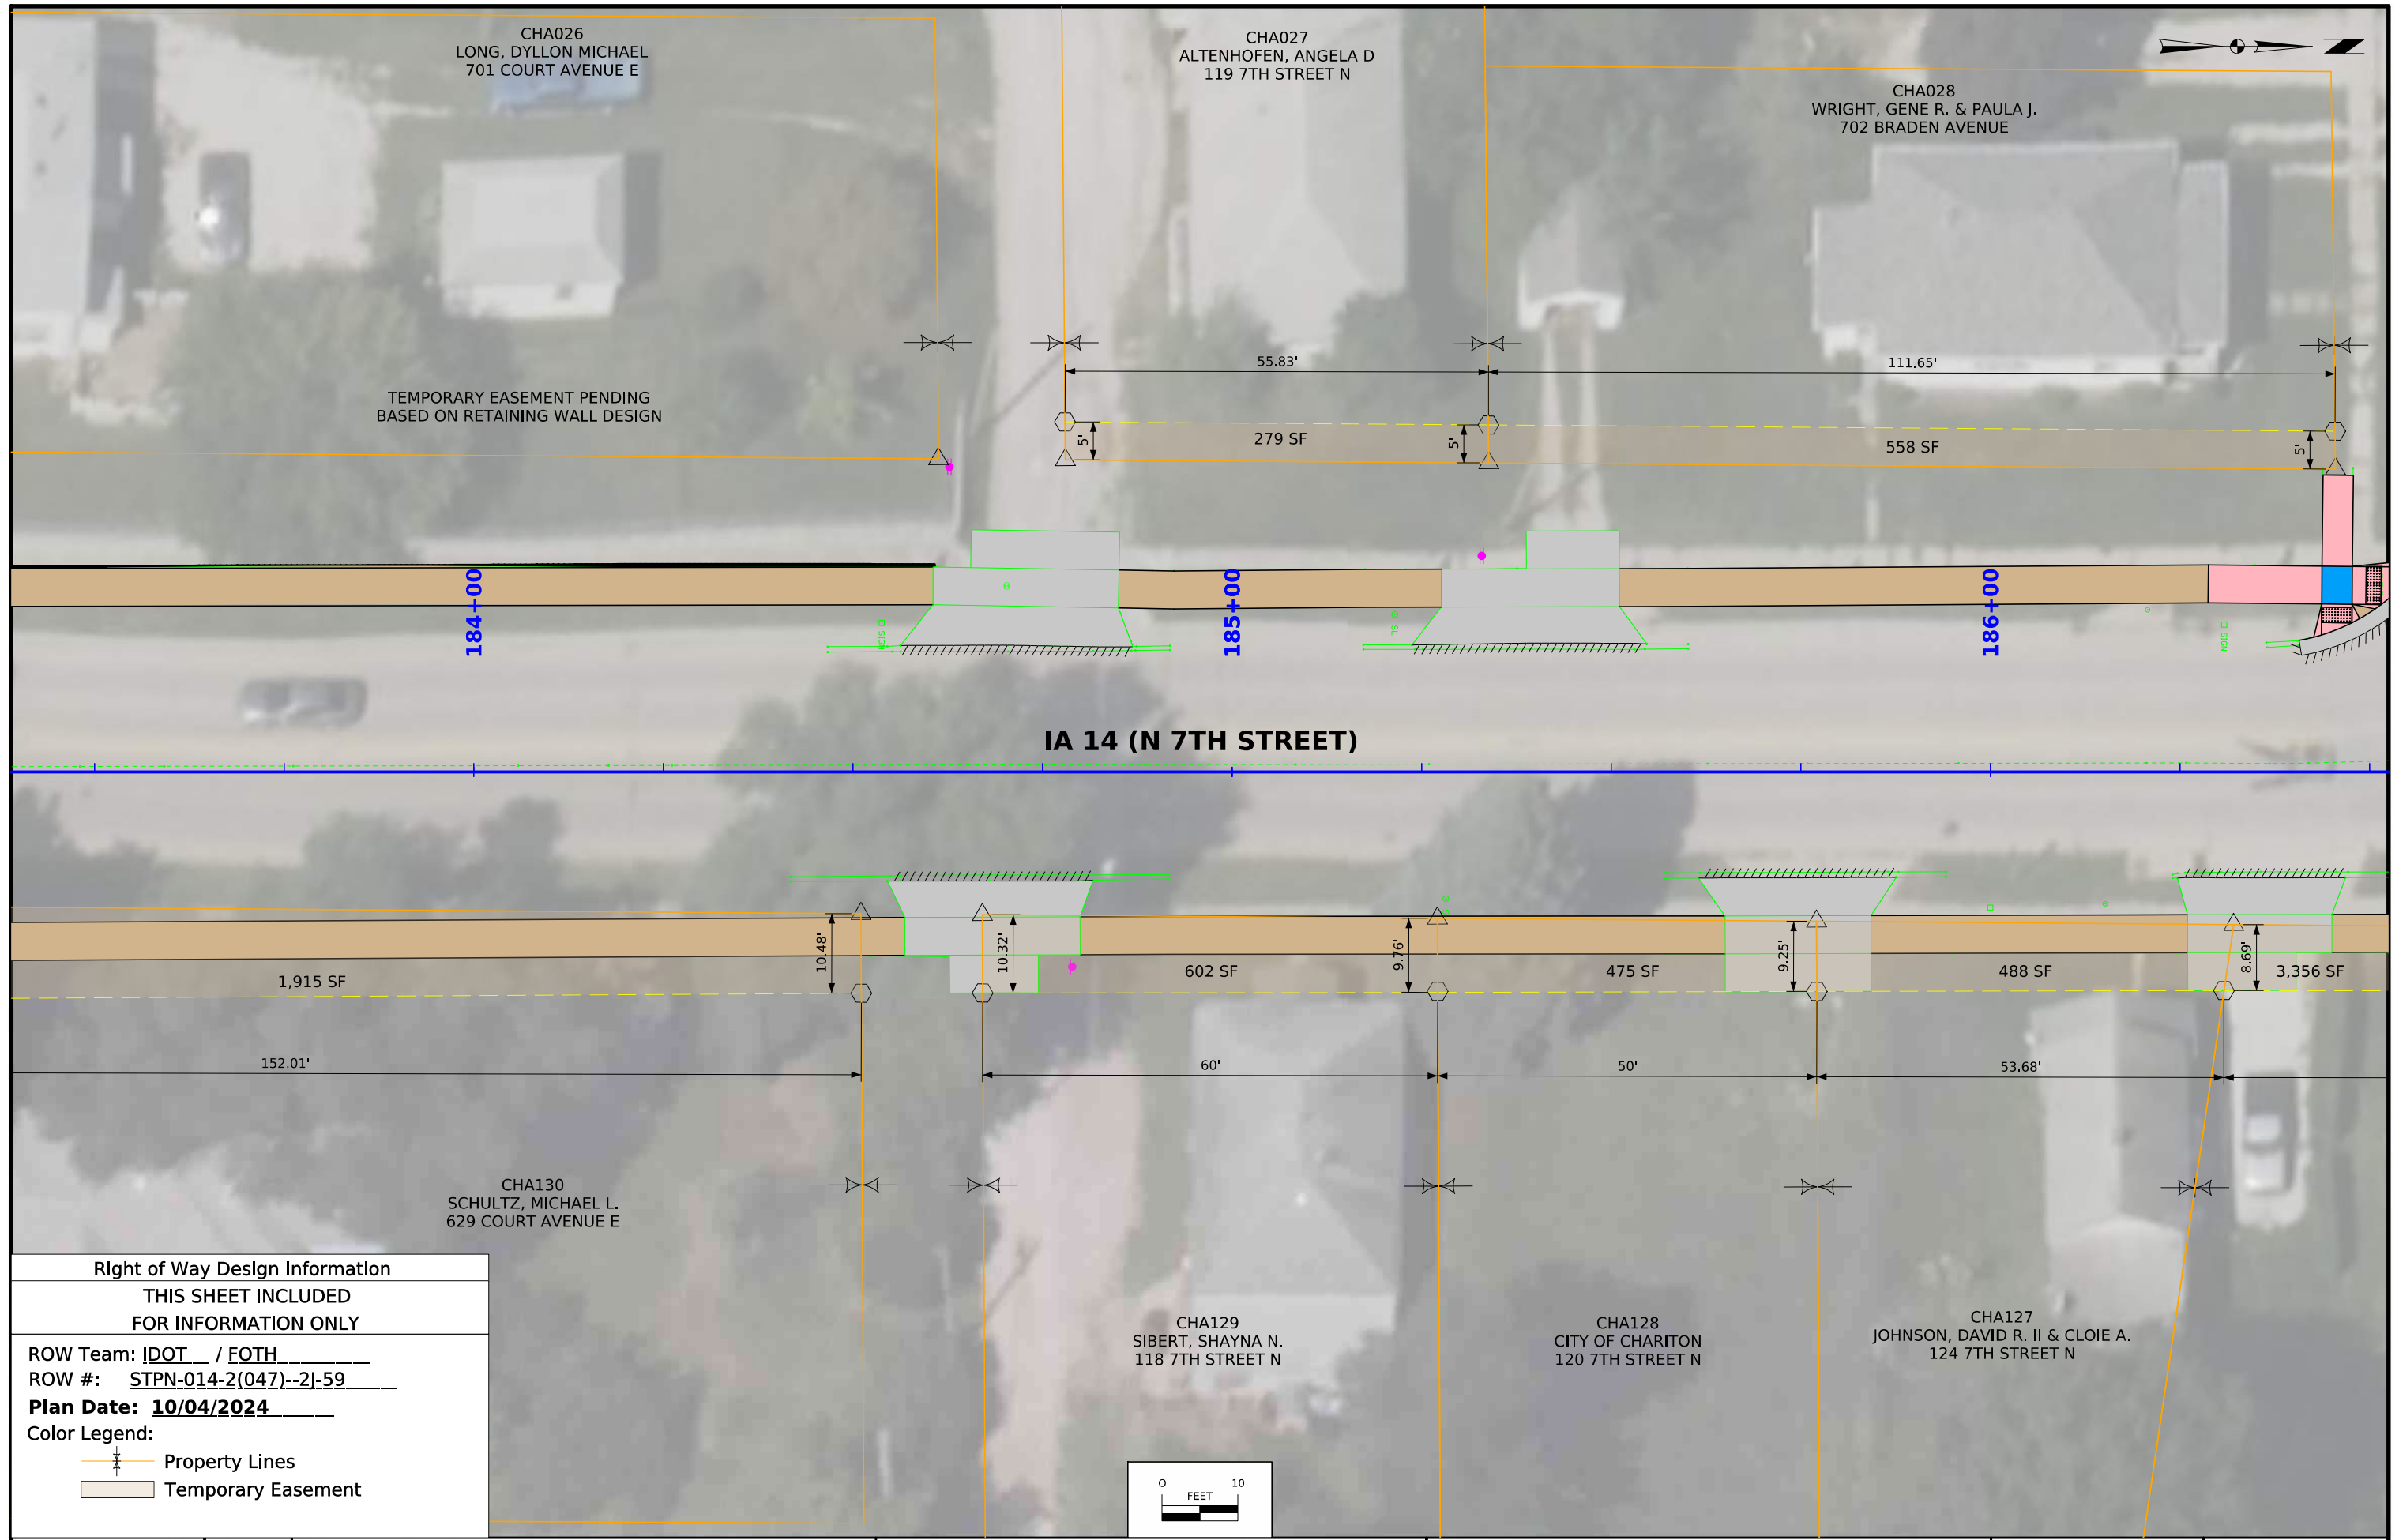 CHA026
LONG, DYLLON MICHAEL
701 COURT AVENUE E
CHA027
ALTENHOFEN, ANGELA D
119 7TH STREET N
CHA028
WRIGHT, GENE R. & PAULA J.
702 BRADEN AVENUE
TEMPORARY EASEMENT PENDING
BASED ON RETAINING WALL DESIGN
55.83'
111.65'
5'
279 SF
5'
558 SF
5'
184+00
185+00
186+00
SIGN
SL
SIGN
IA 14 (N 7TH STREET)
10.48'
10.32'
9.76'
9.25'
8.69'
1,915 SF
602 SF
475 SF
488 SF
3,356 SF
152.01'
60'
50'
53.68'
CHA130
SCHULTZ, MICHAEL L.
629 COURT AVENUE E
CHA129
SIBERT, SHAYNA N.
118 7TH STREET N
CHA128
CITY OF CHARITON
120 7TH STREET N
CHA127
JOHNSON, DAVID R. II & CLOIE A.
124 7TH STREET N
Right of Way Design Information
THIS SHEET INCLUDED
FOR INFORMATION ONLY
ROW Team: IDOT / FOTH
ROW #: STPN-014-2(047)--2J-59
Plan Date: 10/04/2024
Color Legend:
Property Lines
Temporary Easement
0 10
FEET